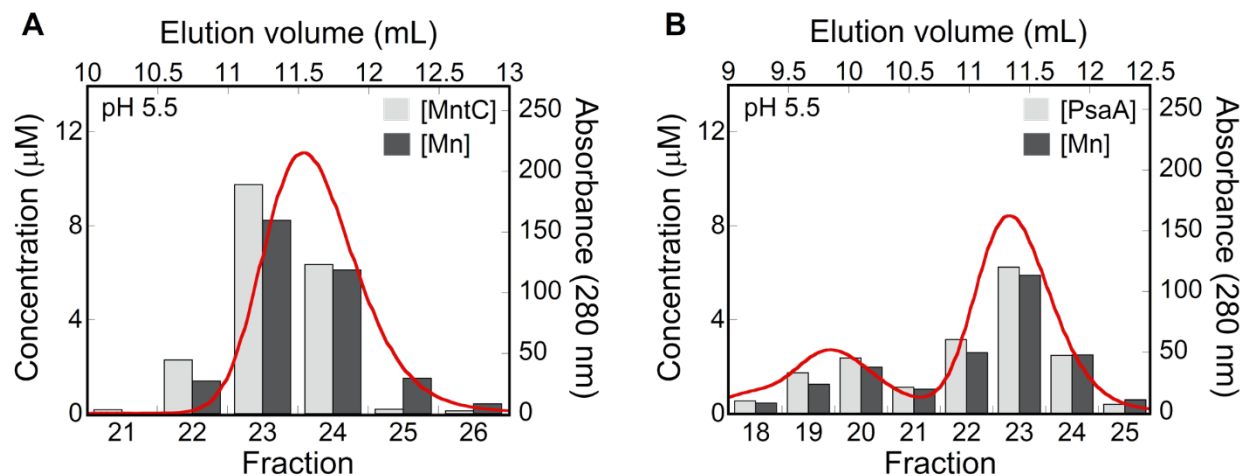 A
Elution volume (mL)
10 10.5 11 11.5 12 12.5 13
pH 5.5
[MntC]
[Mn]
Concentration (μM)
12
8
4
0
250
200
150
100
50
0
Absorbance (280 nm)
21 22 23 24 25 26
Fraction
B
Elution volume (mL)
9 9.5 10 10.5 11 11.5 12 12.5
pH 5.5
[PsaA]
[Mn]
Concentration (μM)
12
8
4
0
250
200
150
100
50
0
Absorbance (280 nm)
18 19 20 21 22 23 24 25
Fraction